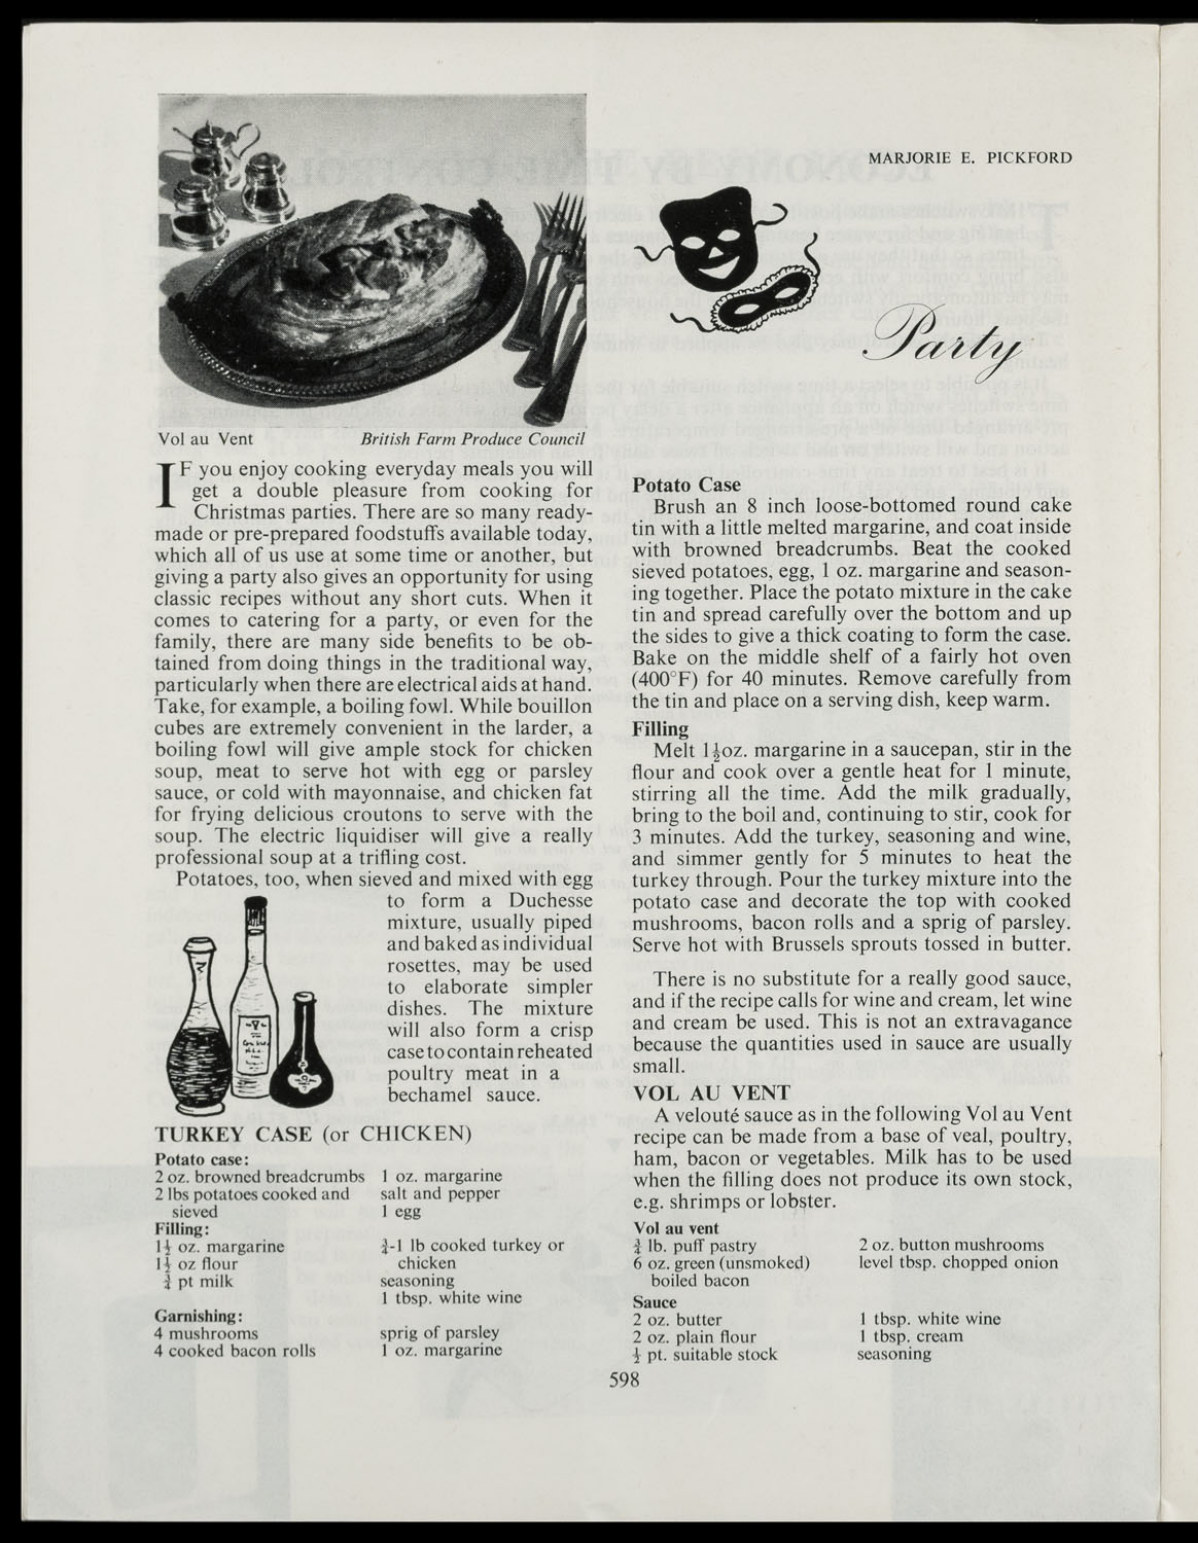 MARJORIE E. PICKFORD
Party
Vol au Vent British Farm Produce Council
IF you enjoy cooking everyday meals you will
get a double pleasure from cooking for
Christmas parties. There are so many ready-
made or pre-prepared foodstuffs available today,
which all of us use at some time or another, but
giving a party also gives an opportunity for using
classic recipes without any short cuts. When it
comes to catering for a party, or even for the
family, there are many side benefits to be ob-
tained from doing things in the traditional way,
particularly when there are electrical aids at hand.
Take, for example, a boiling fowl. While bouillon
cubes are extremely convenient in the larder, a
boiling fowl will give ample stock for chicken
soup, meat to serve hot with egg or parsley
sauce, or cold with mayonnaise, and chicken fat
for frying delicious croutons to serve with the
soup. The electric liquidiser will give a really
professional soup at a trifling cost.
Potatoes, too, when sieved and mixed with egg
to form a Duchesse
mixture, usually piped
and baked as individual
rosettes, may be used
to elaborate simpler
dishes. The mixture
will also form a crisp
case to contain reheated
poultry meat in a
bechamel sauce.
TURKEY CASE (or CHICKEN)
Potato case:
2 oz. browned breadcrumbs 1 oz. margarine
2 lbs potatoes cooked and salt and pepper
sieved 1 egg
Filling:
1½ oz. margarine ¾-1 lb cooked turkey or
1½ oz flour chicken
¾ pt milk seasoning
1 tbsp. white wine
Garnishing:
4 mushrooms sprig of parsley
4 cooked bacon rolls 1 oz. margarine
Potato Case
Brush an 8 inch loose-bottomed round cake
tin with a little melted margarine, and coat inside
with browned breadcrumbs. Beat the cooked
sieved potatoes, egg, 1 oz. margarine and season-
ing together. Place the potato mixture in the cake
tin and spread carefully over the bottom and up
the sides to give a thick coating to form the case.
Bake on the middle shelf of a fairly hot oven
(400°F) for 40 minutes. Remove carefully from
the tin and place on a serving dish, keep warm.
Filling
Melt 1½oz. margarine in a saucepan, stir in the
flour and cook over a gentle heat for 1 minute,
stirring all the time. Add the milk gradually,
bring to the boil and, continuing to stir, cook for
3 minutes. Add the turkey, seasoning and wine,
and simmer gently for 5 minutes to heat the
turkey through. Pour the turkey mixture into the
potato case and decorate the top with cooked
mushrooms, bacon rolls and a sprig of parsley.
Serve hot with Brussels sprouts tossed in butter.
There is no substitute for a really good sauce,
and if the recipe calls for wine and cream, let wine
and cream be used. This is not an extravagance
because the quantities used in sauce are usually
small.
VOL AU VENT
A velouté sauce as in the following Vol au Vent
recipe can be made from a base of veal, poultry,
ham, bacon or vegetables. Milk has to be used
when the filling does not produce its own stock,
e.g. shrimps or lobster.
Vol au vent
¾ lb. puff pastry 2 oz. button mushrooms
6 oz. green (unsmoked) level tbsp. chopped onion
boiled bacon
Sauce
2 oz. butter 1 tbsp. white wine
2 oz. plain flour 1 tbsp. cream
½ pt. suitable stock seasoning
598